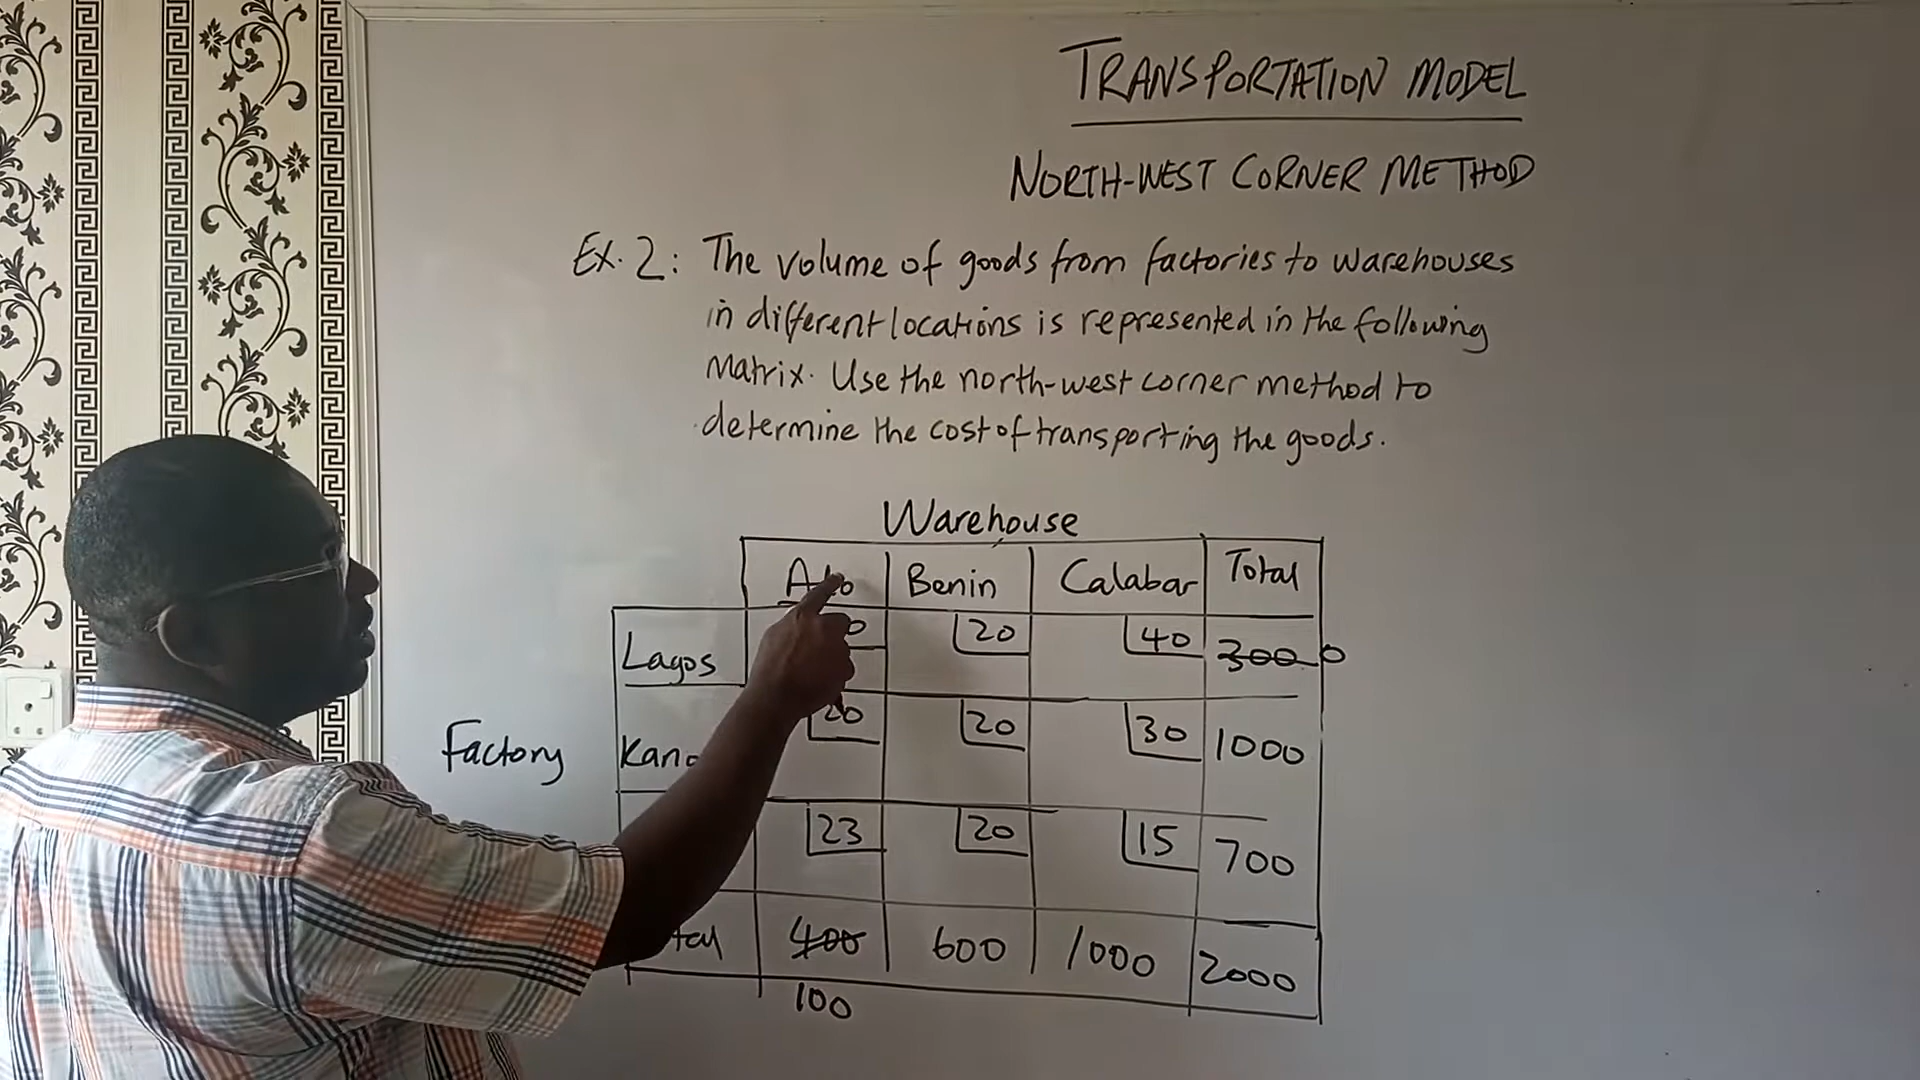 TRANSPORTATION MODEL
NORTH-WEST CORNER METHOD
Ex. 2: The volume of goods from factories to warehouses
in different locations is represented in the following
Matrix. Use the north-west corner method to
determine the cost of transporting the goods.
Warehouse
Benin Calabar Total
20 40 300 0
Lagos
20 20 30 1000
Factory
23 20 15 700
400 600 1000 2000
100